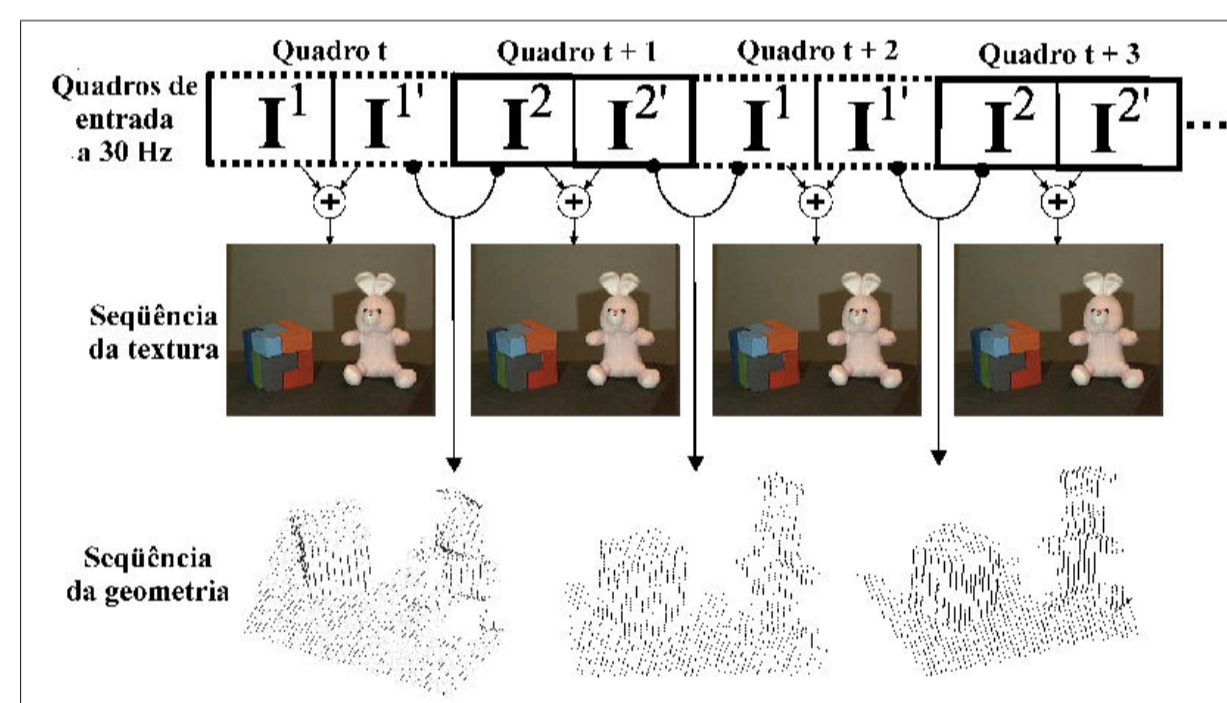 Quadro t Quadro t + 1 Quadro t + 2 Quadro t + 3
Quadros de
entrada
a 30 Hz
I1 I1' I2 I2' I1 I1' I2 I2'
+ + + +
Seqüência
da textura
Seqüência
da geometria